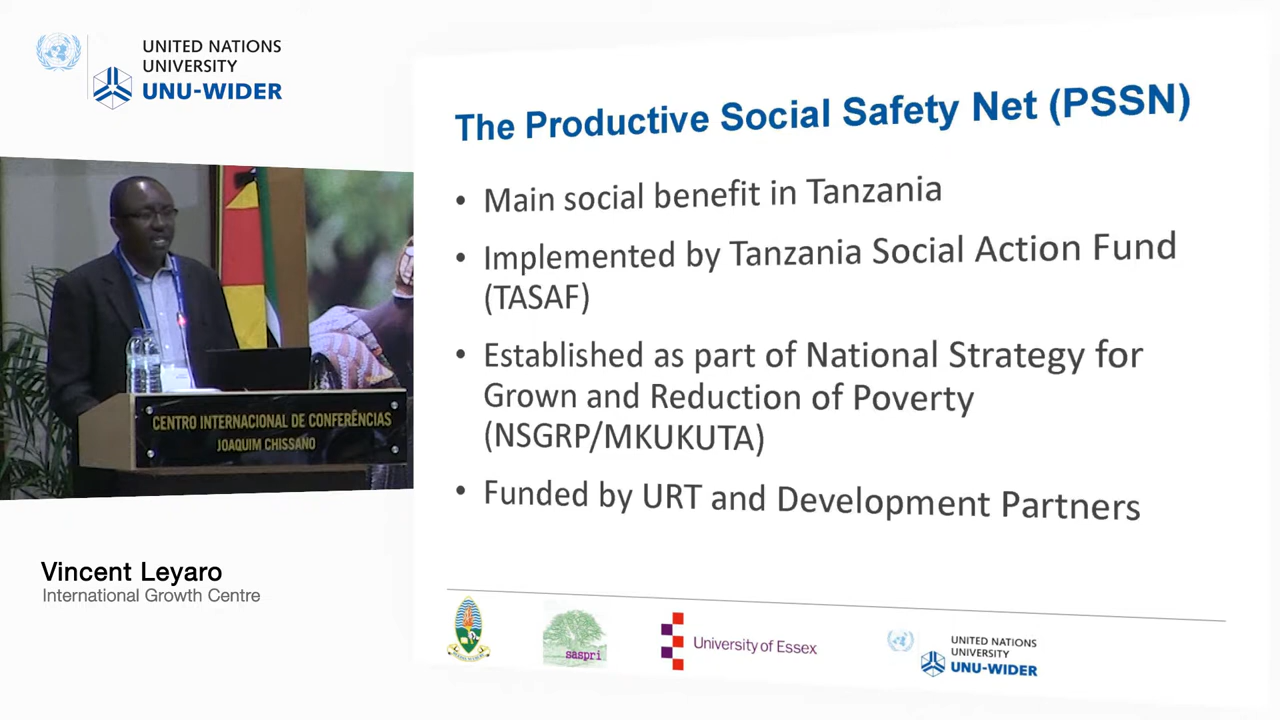 UNITED NATIONS
UNIVERSITY
UNU-WIDER
The Productive Social Safety Net (PSSN)
• Main social benefit in Tanzania
• Implemented by Tanzania Social Action Fund
(TASAF)
• Established as part of National Strategy for
Grown and Reduction of Poverty
(NSGRP/MKUKUTA)
• Funded by URT and Development Partners
CENTRO INTERNACIONAL DE CONFERÊNCIAS
JOAQUIM CHISSANO
Vincent Leyaro
International Growth Centre
saspri
University of Essex
UNITED NATIONS
UNIVERSITY
UNU-WIDER